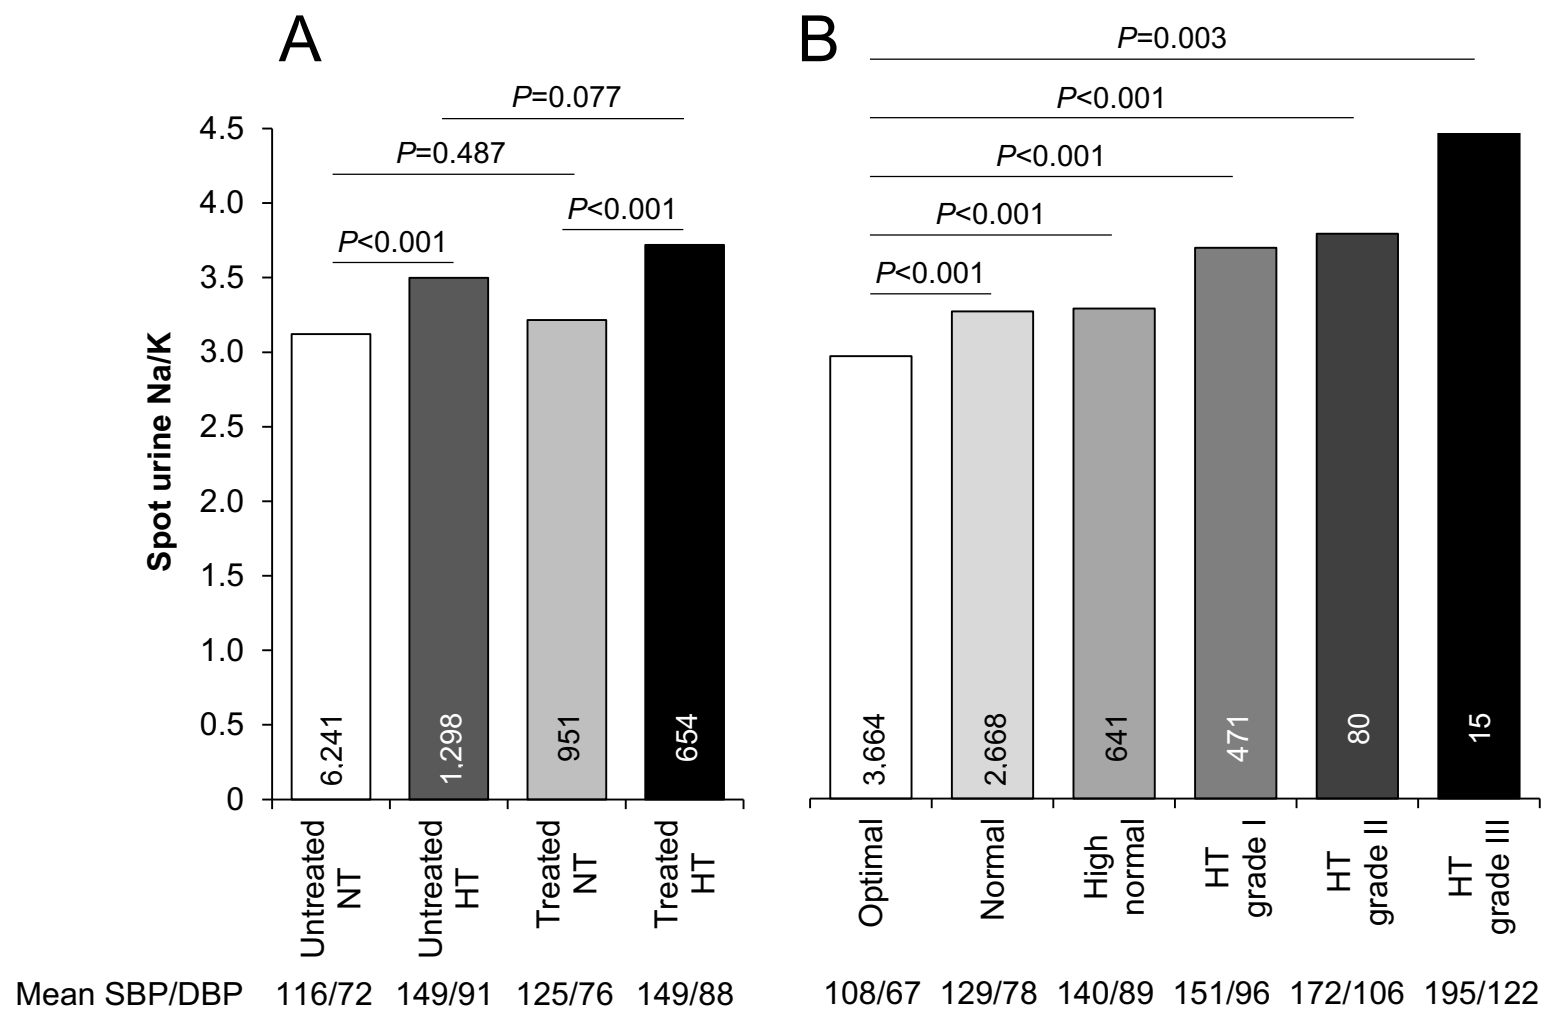 A
B
P=0.003
P=0.077
P<0.001
P=0.487
P<0.001
P<0.001
P<0.001
P<0.001
P<0.001
4.5
4.0
3.5
3.0
2.5
2.0
1.5
1.0
0.5
0
Spot urine Na/K
6.241
1.298
951
654
3.664
2.668
641
471
80
15
Untreated
NT
Untreated
HT
Treated
NT
Treated
HT
Optimal
Normal
High
normal
HT
grade I
HT
grade II
HT
grade III
Mean SBP/DBP 116/72 149/91 125/76 149/88 108/67 129/78 140/89 151/96 172/106 195/122